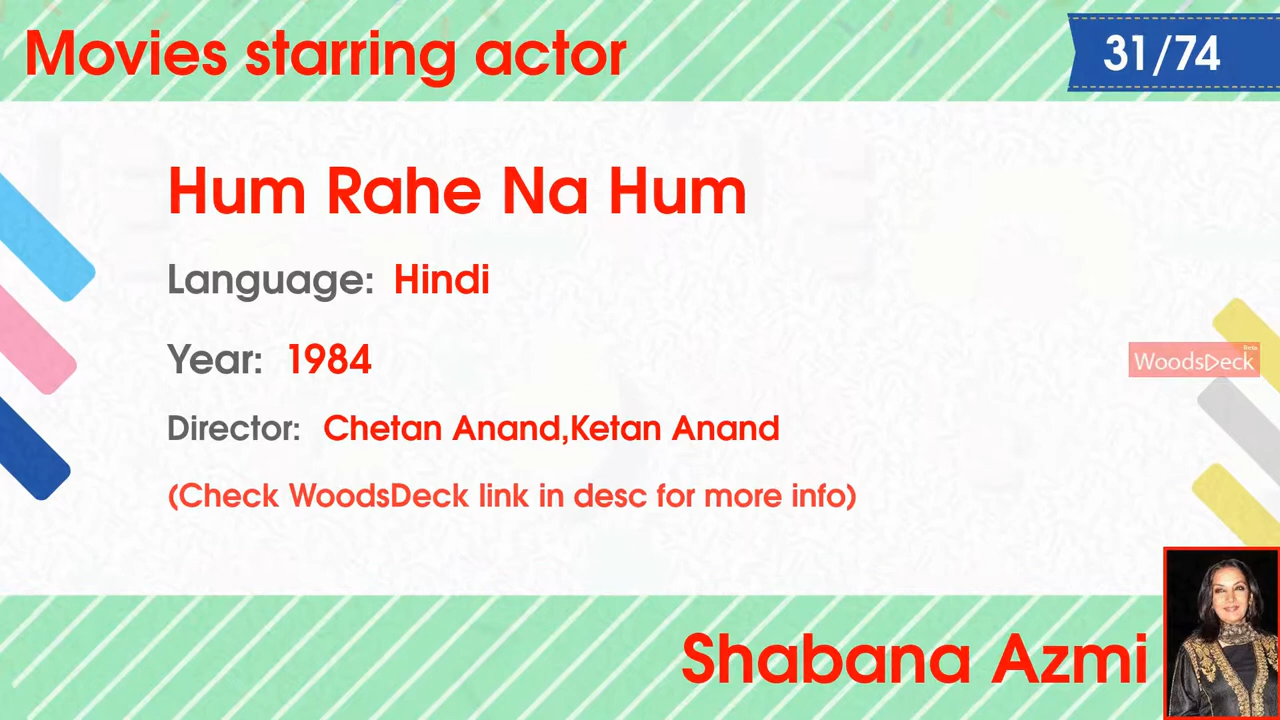 Movies starring actor
31/74
Hum Rahe Na Hum
Language: Hindi
Year: 1984
WoodsDeck Beta
Director: Chetan Anand,Ketan Anand
(Check WoodsDeck link in desc for more info)
Shabana Azmi